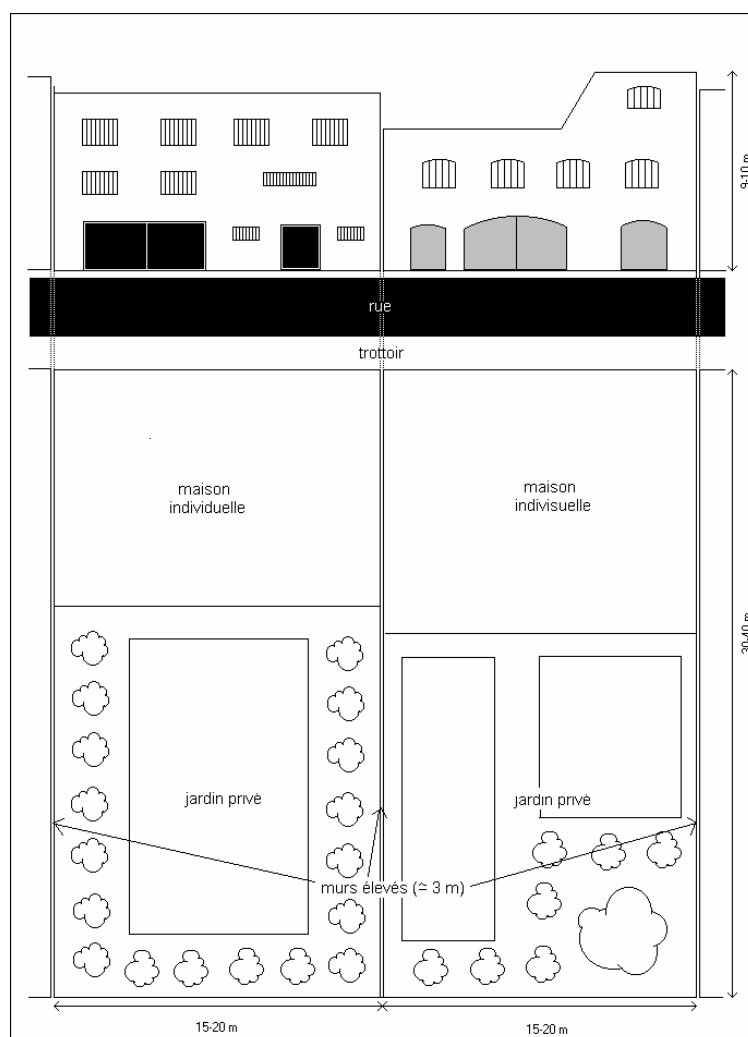 9-10 m
rue
trottoir
maison
individuelle
maison
indivisuelle
30-40 m
jardin privé
jardin privé
murs élevés (≃ 3 m)
15-20 m
15-20 m